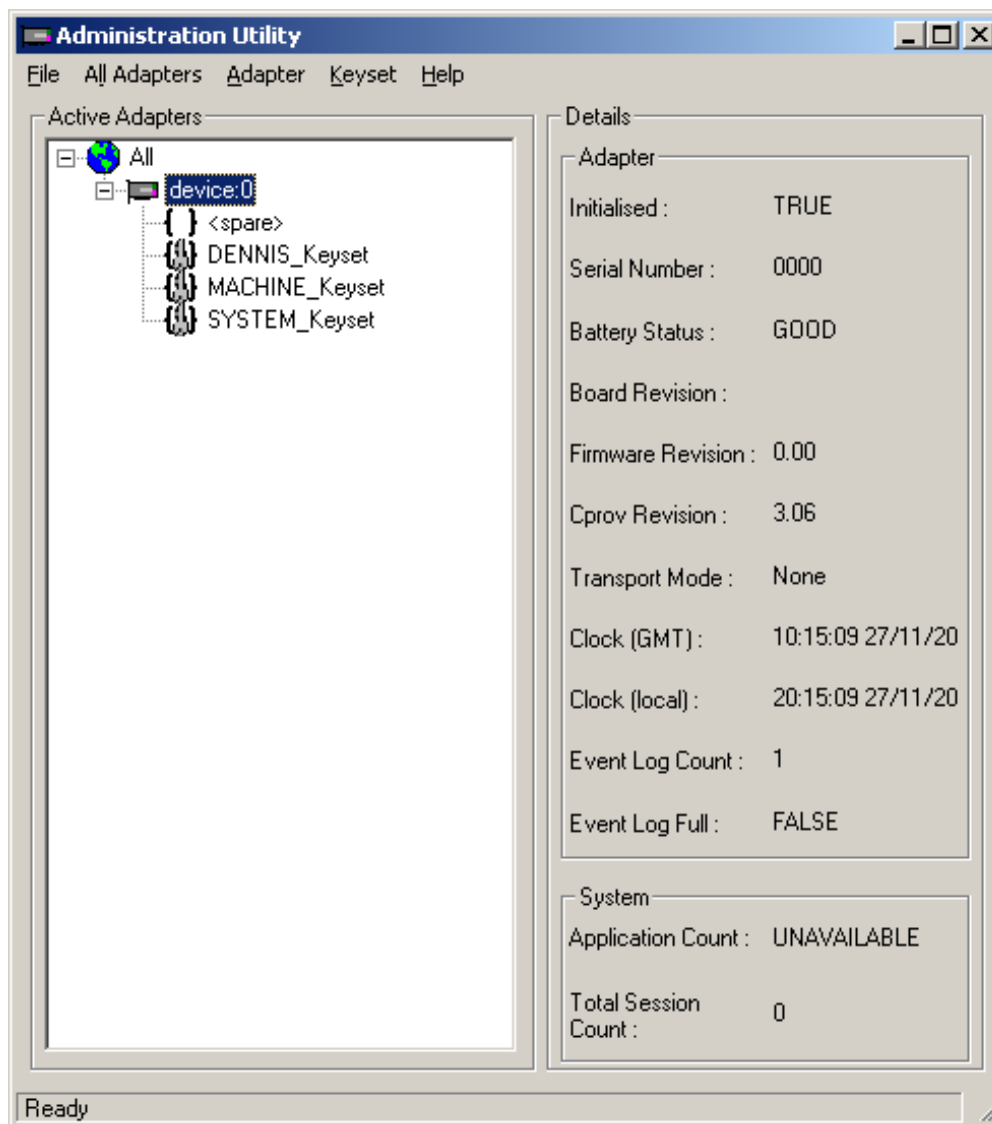 Administration Utility
File All Adapters Adapter Keyset Help
Active Adapters
All
device:0
<spare>
DENNIS_Keyset
MACHINE_Keyset
SYSTEM_Keyset
Details
Adapter
Initialised : TRUE
Serial Number : 0000
Battery Status : GOOD
Board Revision :
Firmware Revision : 0.00
Cprov Revision : 3.06
Transport Mode : None
Clock (GMT) : 10:15:09 27/11/20
Clock (local) : 20:15:09 27/11/20
Event Log Count : 1
Event Log Full : FALSE
System
Application Count : UNAVAILABLE
Total Session
Count : 0
Ready